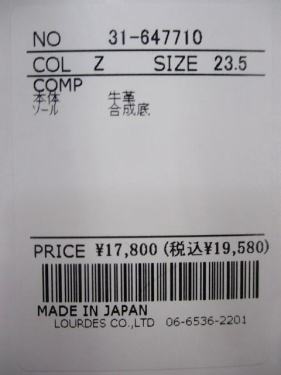 NO 31-647710
COL Z SIZE 23.5
COMP
本体 牛革
ソール 合成底
PRICE ¥17,800(税込¥19,580)
MADE IN JAPAN
LOURDES CO.,LTD 06-6536-2201